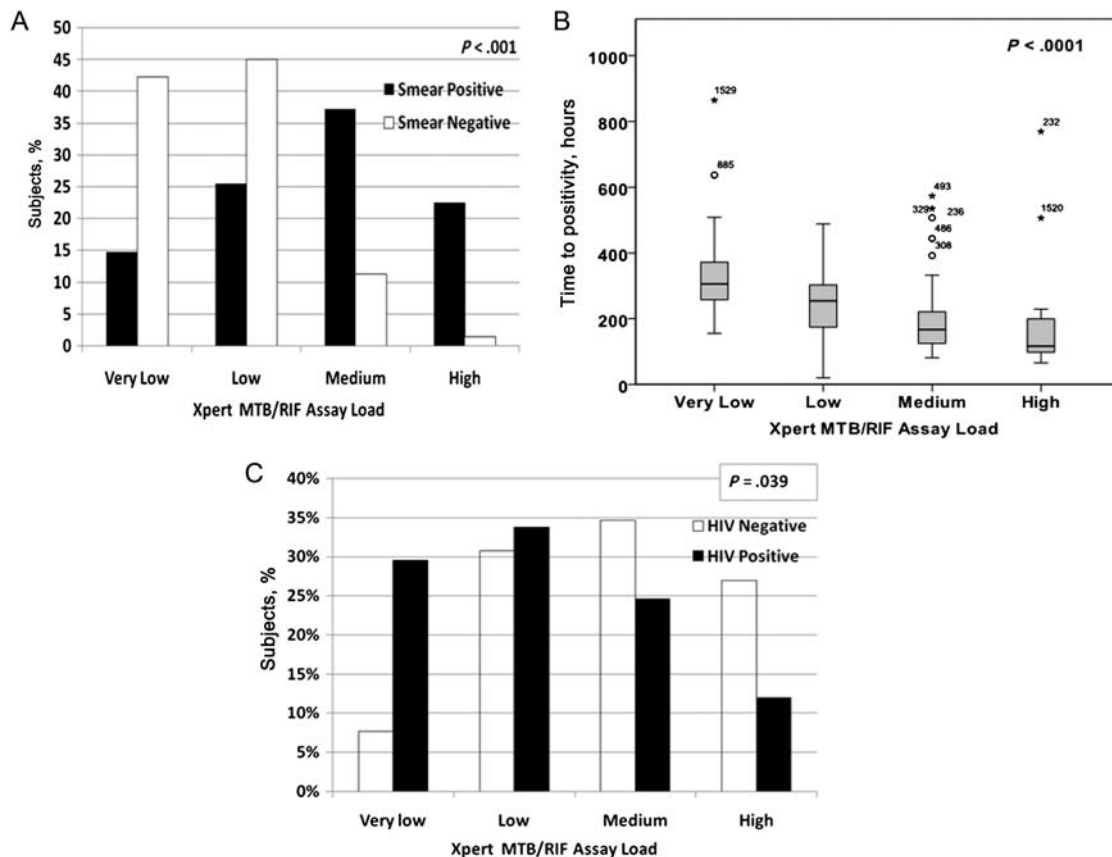 A
50
45
40
35
30
25
20
15
10
5
0
Subjects, %
P < .001
Smear Positive
Smear Negative
Very Low Low Medium High
Xpert MTB/RIF Assay Load
B
1000
800
600
400
200
0
Time to positivity, hours
P < .0001
1529
885
493
329 236
486
308
232
1520
Very Low Low Medium High
Xpert MTB/RIF Assay Load
C
40%
35%
30%
25%
20%
15%
10%
5%
0%
Subjects, %
P = .039
HIV Negative
HIV Positive
Very low Low Medium High
Xpert MTB/RIF Assay Load